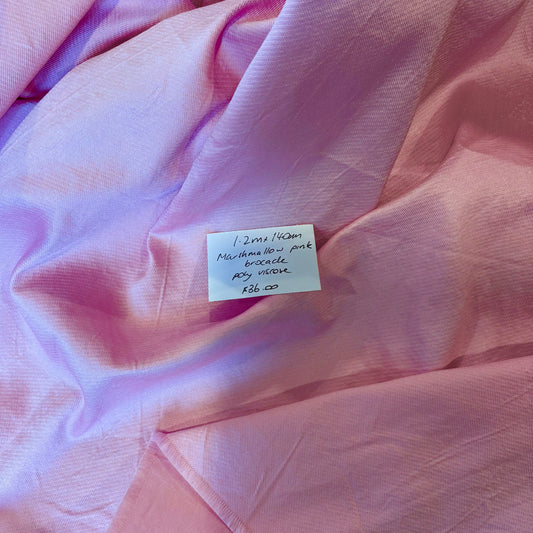 1.2m x 140cm
Marshmallow pink
brocade
poly viscose
$36.00